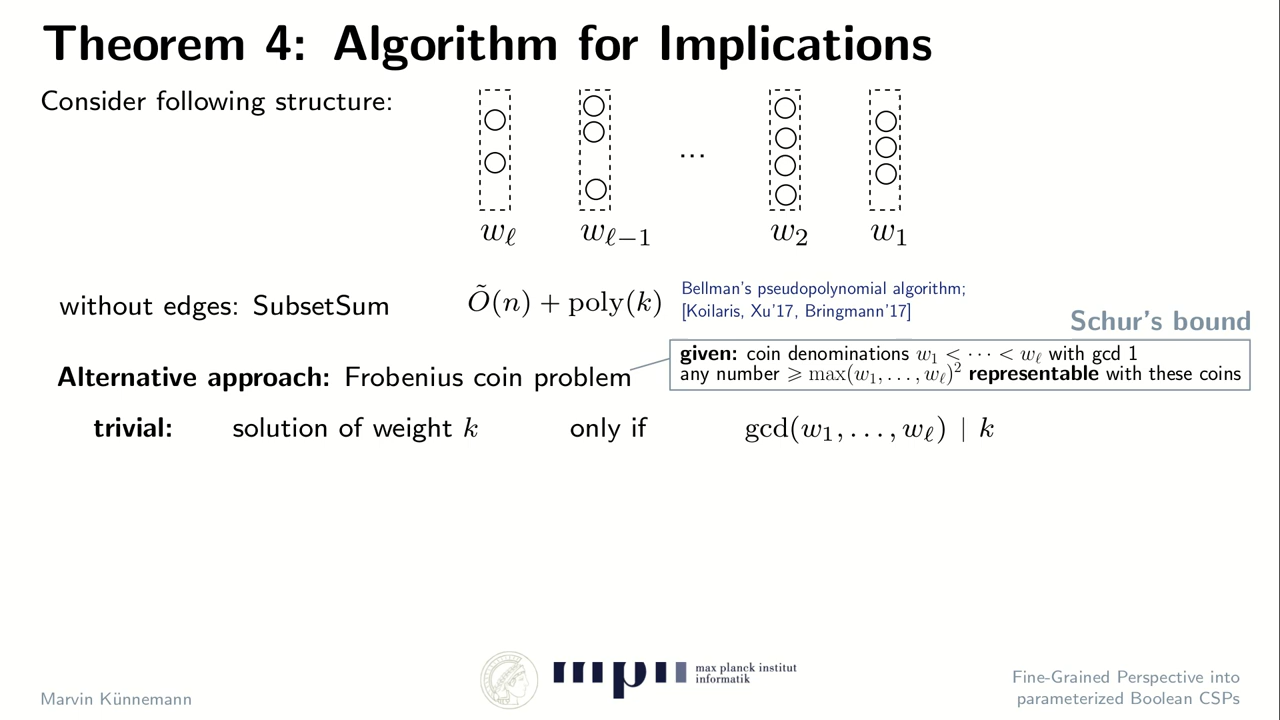 Theorem 4: Algorithm for Implications
Consider following structure:
...
w_ℓ w_{ℓ−1} w_2 w_1
without edges: SubsetSum Õ(n) + poly(k)
Bellman's pseudopolynomial algorithm;
[Koilaris, Xu'17, Bringmann'17]
Schur's bound
given: coin denominations w_1 < ⋯ < w_ℓ with gcd 1
any number ⩾ max(w_1, …, w_ℓ)^2 representable with these coins
Alternative approach: Frobenius coin problem
trivial: solution of weight k only if gcd(w_1, …, w_ℓ) | k
max planck institut
informatik
Marvin Künnemann
Fine-Grained Perspective into
parameterized Boolean CSPs